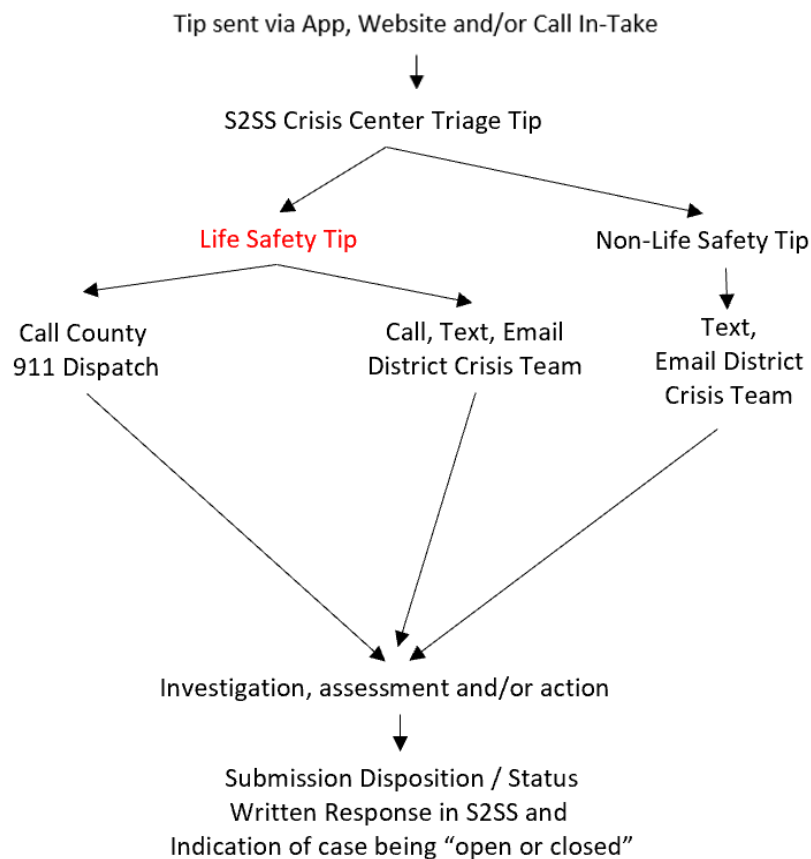 Tip sent via App, Website and/or Call In-Take
S2SS Crisis Center Triage Tip
Life Safety Tip
Non-Life Safety Tip
Call County
911 Dispatch
Call, Text, Email
District Crisis Team
Text,
Email District
Crisis Team
Investigation, assessment and/or action
Submission Disposition / Status
Written Response in S2SS and
Indication of case being “open or closed”